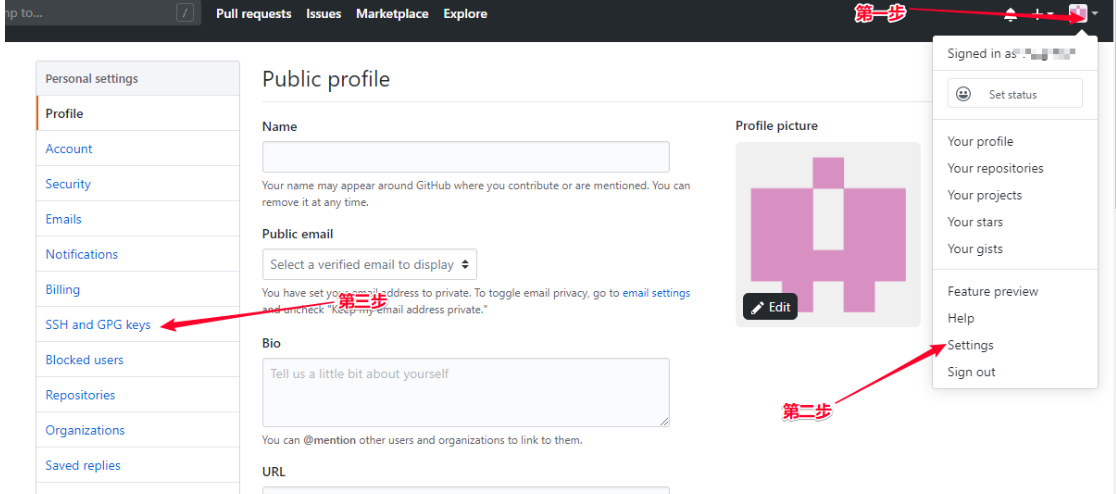 to...
/
Pull requests
Issues
Marketplace
Explore
第一步
Signed in as
Set status
Your profile
Your repositories
Your projects
Your stars
Your gists
Feature preview
Help
Settings
Sign out
第二步
Personal settings
Profile
Account
Security
Emails
Notifications
Billing
SSH and GPG keys
Blocked users
Repositories
Organizations
Saved replies
第三步
Public profile
Name
Your name may appear around GitHub where you contribute or are mentioned. You can
remove it at any time.
Public email
Select a verified email to display
You have set your email address to private. To toggle email privacy, go to email settings
and uncheck "Keep my email address private."
Bio
Tell us a little bit about yourself
You can @mention other users and organizations to link to them.
URL
Profile picture
Edit